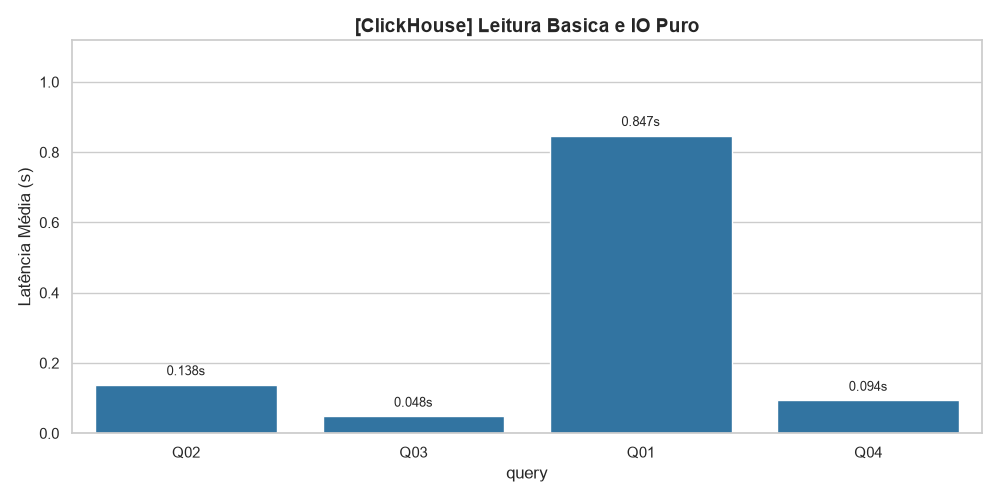 [ClickHouse] Leitura Basica e IO Puro
Latência Média (s)
1.0
0.8
0.6
0.4
0.2
0.0
0.138s
0.048s
0.847s
0.094s
Q02
Q03
Q01
Q04
query